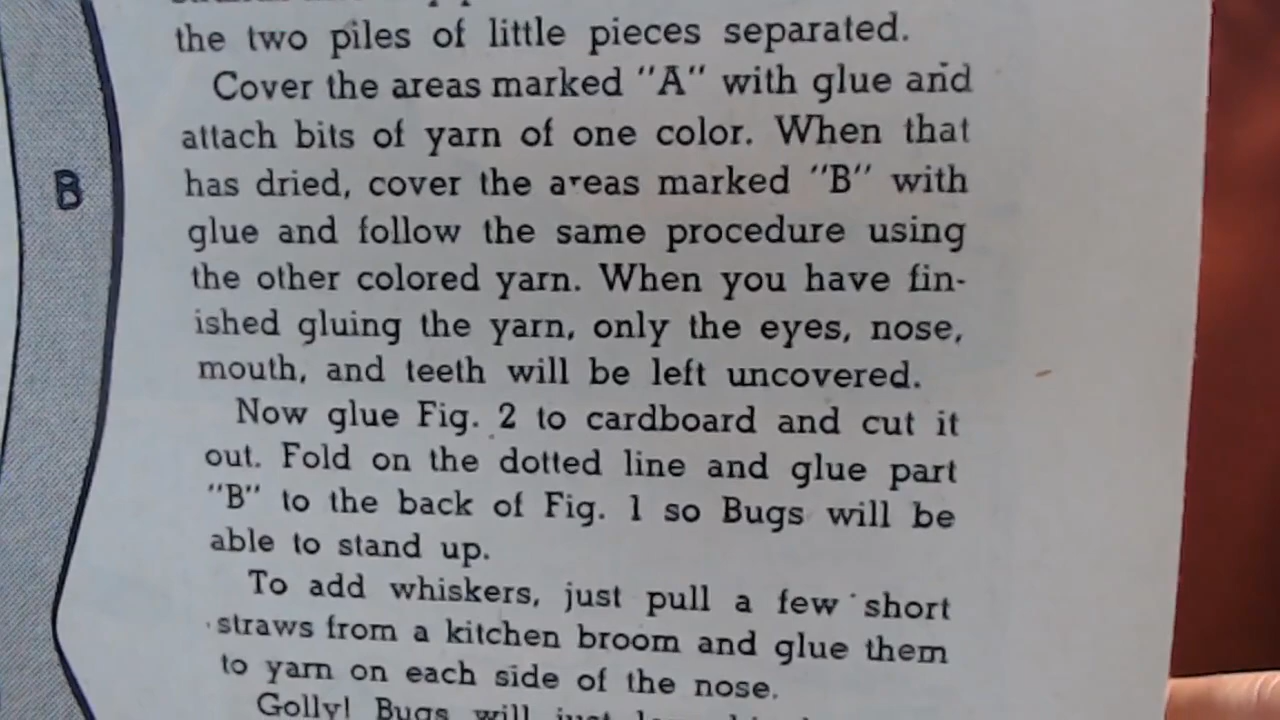 the two piles of little pieces separated.
Cover the areas marked "A" with glue and
attach bits of yarn of one color. When that
has dried, cover the areas marked "B" with
glue and follow the same procedure using
the other colored yarn. When you have fin-
ished gluing the yarn, only the eyes, nose,
mouth, and teeth will be left uncovered.
Now glue Fig. 2 to cardboard and cut it
out. Fold on the dotted line and glue part
"B" to the back of Fig. 1 so Bugs will be
able to stand up.
To add whiskers, just pull a few short
straws from a kitchen broom and glue them
to yarn on each side of the nose.
Golly! Bugs will just
B